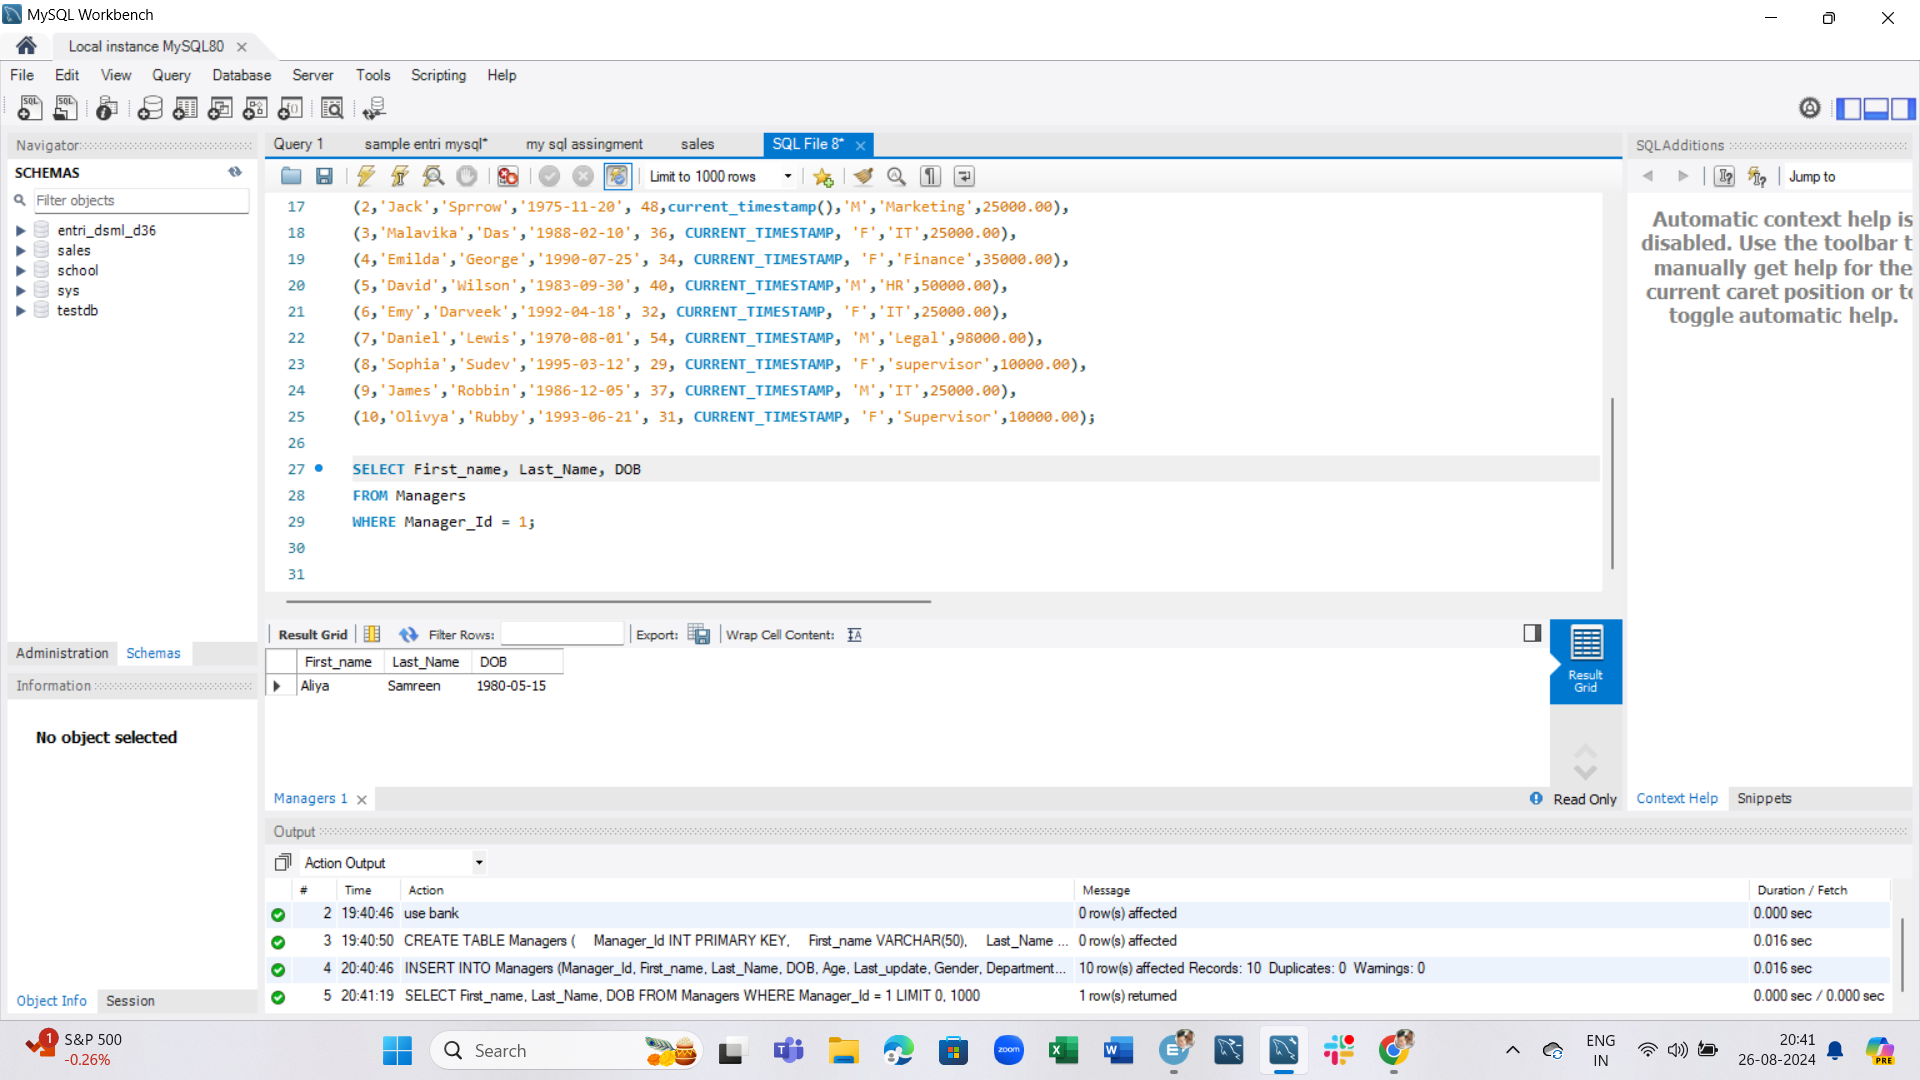 MySQL Workbench
Local instance MySQL80
File Edit View Query Database Server Tools Scripting Help
Navigator
SCHEMAS
Filter objects
entri_dsml_d36
sales
school
sys
testdb
Administration Schemas
Information
No object selected
Object Info Session
Query 1 sample entri mysql* my sql assingment sales SQL File 8*
Limit to 1000 rows
17 (2,'Jack','Sprrow','1975-11-20', 48,current_timestamp(),'M','Marketing',25000.00),
18 (3,'Malavika','Das','1988-02-10', 36, CURRENT_TIMESTAMP, 'F','IT',25000.00),
19 (4,'Emilda','George','1990-07-25', 34, CURRENT_TIMESTAMP, 'F','Finance',35000.00),
20 (5,'David','Wilson','1983-09-30', 40, CURRENT_TIMESTAMP,'M','HR',50000.00),
21 (6,'Emy','Darveek','1992-04-18', 32, CURRENT_TIMESTAMP, 'F','IT',25000.00),
22 (7,'Daniel','Lewis','1970-08-01', 54, CURRENT_TIMESTAMP, 'M','Legal',98000.00),
23 (8,'Sophia','Sudev','1995-03-12', 29, CURRENT_TIMESTAMP, 'F','supervisor',10000.00),
24 (9,'James','Robbin','1986-12-05', 37, CURRENT_TIMESTAMP, 'M','IT',25000.00),
25 (10,'Olivya','Rubby','1993-06-21', 31, CURRENT_TIMESTAMP, 'F','Supervisor',10000.00);
26
27 SELECT First_name, Last_Name, DOB
28 FROM Managers
29 WHERE Manager_Id = 1;
30
31
Result Grid Filter Rows: Export: Wrap Cell Content:
First_name Last_Name DOB
Aliya Samreen 1980-05-15
Result
Grid
Managers 1
Read Only
SQLAdditions
Jump to
Automatic context help is
disabled. Use the toolbar t
manually get help for the
current caret position or to
toggle automatic help.
Context Help Snippets
Output
Action Output
# Time Action Message Duration / Fetch
2 19:40:46 use bank 0 row(s) affected 0.000 sec
3 19:40:50 CREATE TABLE Managers ( Manager_Id INT PRIMARY KEY, First_name VARCHAR(50), Last_Name ... 0 row(s) affected 0.016 sec
4 20:40:46 INSERT INTO Managers (Manager_Id, First_name, Last_Name, DOB, Age, Last_update, Gender, Department... 10 row(s) affected Records: 10 Duplicates: 0 Warnings: 0 0.016 sec
5 20:41:19 SELECT First_name, Last_Name, DOB FROM Managers WHERE Manager_Id = 1 LIMIT 0, 1000 1 row(s) returned 0.000 sec / 0.000 sec
1
S&P 500
-0.26%
Search
zoom
ENG
IN
20:41
26-08-2024
PRE